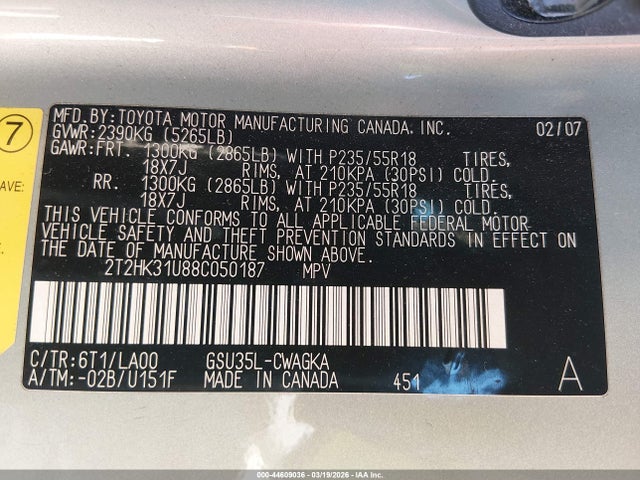 7
AVE:
MFD. BY: TOYOTA MOTOR MANUFACTURING CANADA, INC. 02/07
GVWR: 2390KG (5265LB)
GAWR: FRT. 1300KG (2865LB) WITH P235/55R18 TIRES,
18X7J RIMS, AT 210KPA (30PSI) COLD.
RR. 1300KG (2865LB) WITH P235/55R18 TIRES,
18X7J RIMS, AT 210KPA (30PSI) COLD.
THIS VEHICLE CONFORMS TO ALL APPLICABLE FEDERAL MOTOR
VEHICLE SAFETY AND THEFT PREVENTION STANDARDS IN EFFECT ON
THE DATE OF MANUFACTURE SHOWN ABOVE.
2T2HK31U88C050187 MPV
C/TR: 6T1/LA00 GSU35L-CWAGKA
A/TM: -02B/U151F MADE IN CANADA 451 A
000-44609036 - 03/19/2026 - IAAI.COM